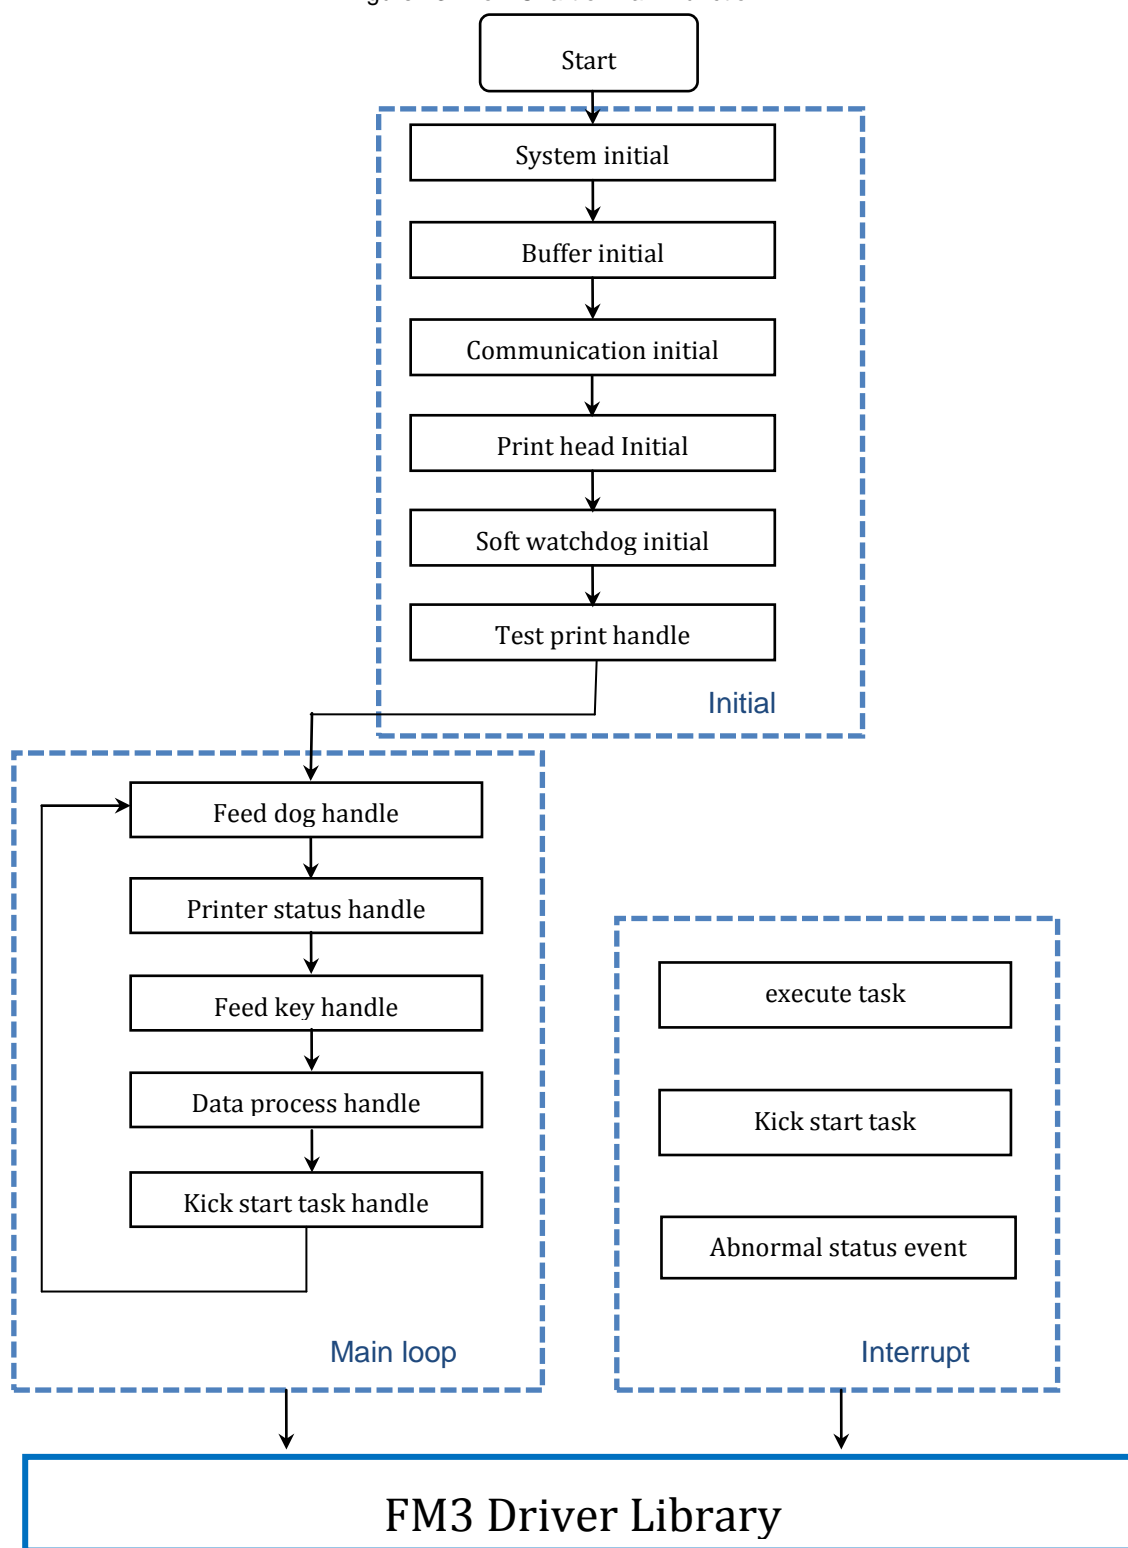 Start
System initial
Buffer initial
Communication initial
Print head Initial
Soft watchdog initial
Test print handle
Initial
Feed dog handle
Printer status handle
Feed key handle
Data process handle
Kick start task handle
Main loop
execute task
Kick start task
Abnormal status event
Interrupt
FM3 Driver Library